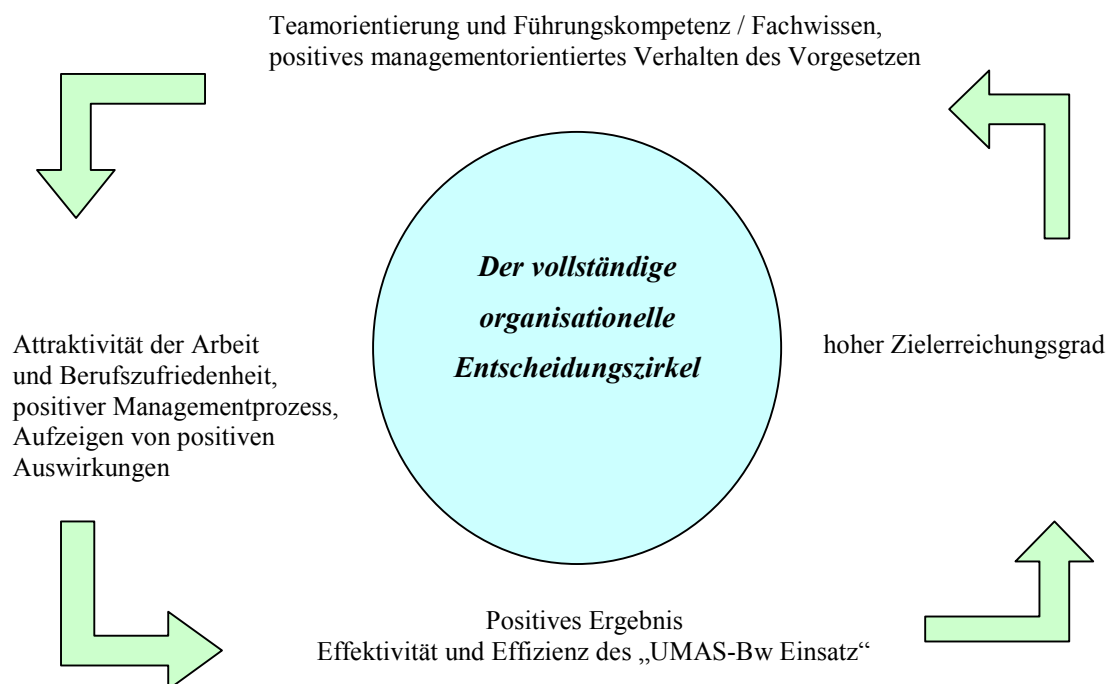 Teamorientierung und Führungskompetenz / Fachwissen,
positives managementorientiertes Verhalten des Vorgesetzen
Der vollständige
organisationelle
Entscheidungszirkel
Attraktivität der Arbeit
und Berufszufriedenheit,
positiver Managementprozess,
Aufzeigen von positiven
Auswirkungen
hoher Zielerreichungsgrad
Positives Ergebnis
Effektivität und Effizienz des „UMAS-Bw Einsatz“